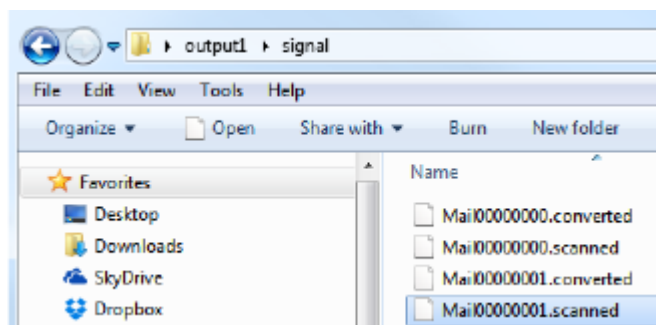 output1 signal
File Edit View Tools Help
Organize Open Share with Burn New folder
Favorites
Desktop
Downloads
SkyDrive
Dropbox
Name
Mail00000000.converted
Mail00000000.scanned
Mail00000001.converted
Mail00000001.scanned